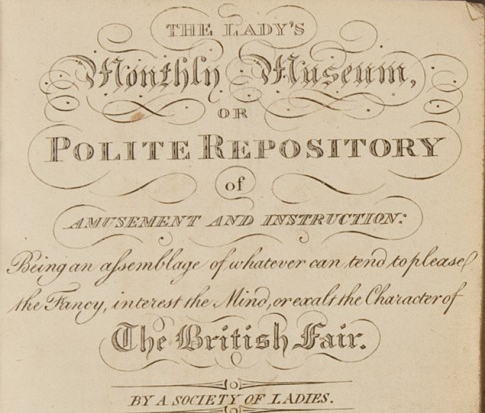 THE LADY'S
Monthly Museum,
OR
POLITE REPOSITORY
of
AMUSEMENT AND INSTRUCTION:
Being an aſsemblage of whatever can tend to please
the Fancy, interest the Mind, or exalt the Character of
The British Fair.
BY A SOCIETY OF LADIES.